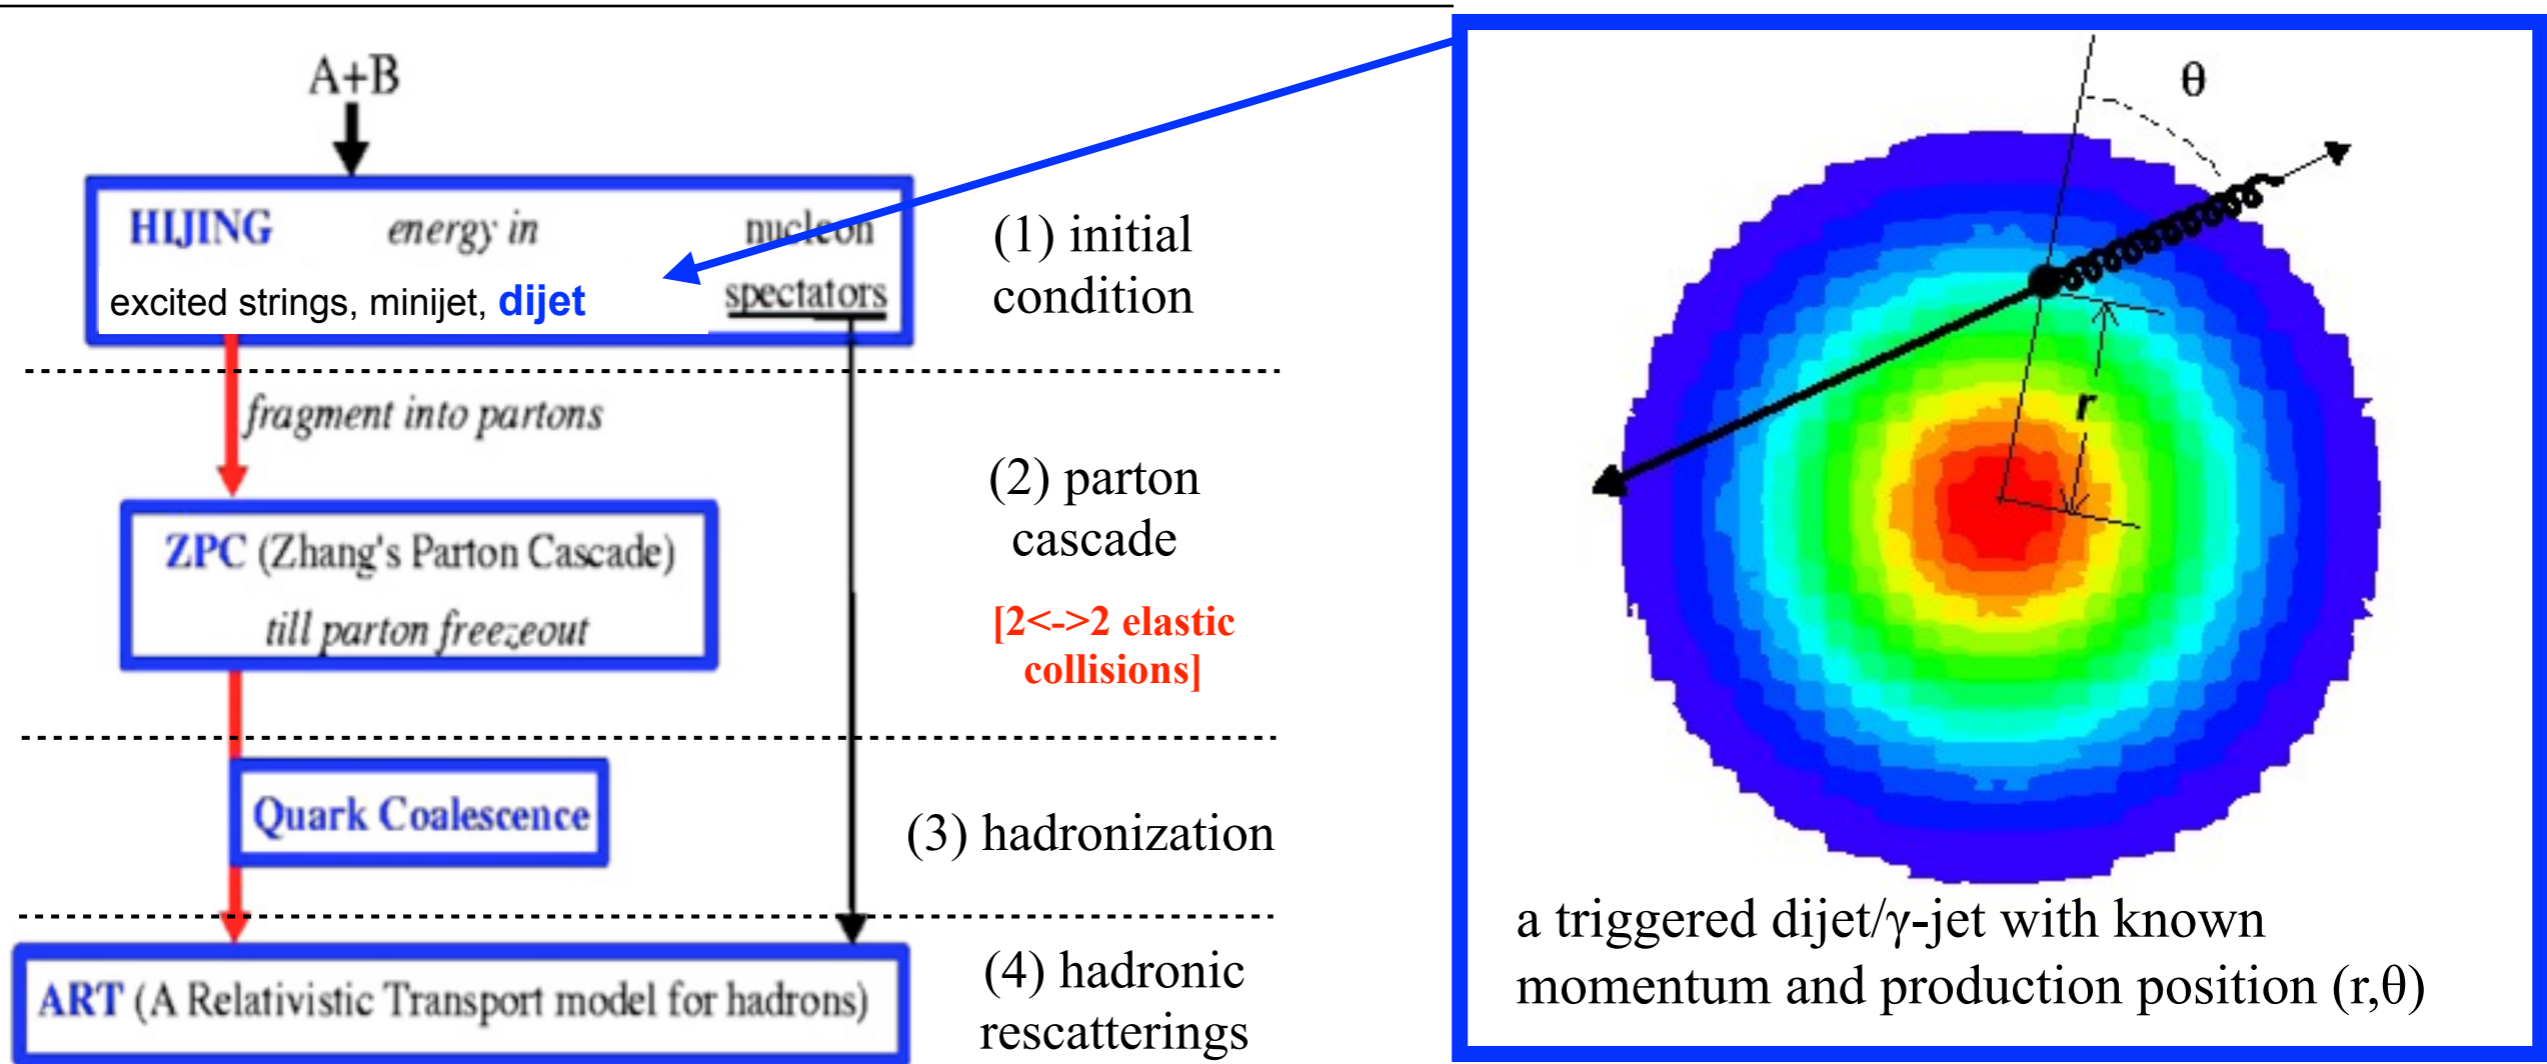 A+B
HIJING energy in nucleon
excited strings, minijet, dijet spectators
(1) initial
condition
fragment into partons
ZPC (Zhang's Parton Cascade)
till parton freezeout
(2) parton
cascade
[2<->2 elastic
collisions]
Quark Coalescence
(3) hadronization
ART (A Relativistic Transport model for hadrons)
(4) hadronic
rescatterings
θ
r
a triggered dijet/γ-jet with known
momentum and production position (r,θ)